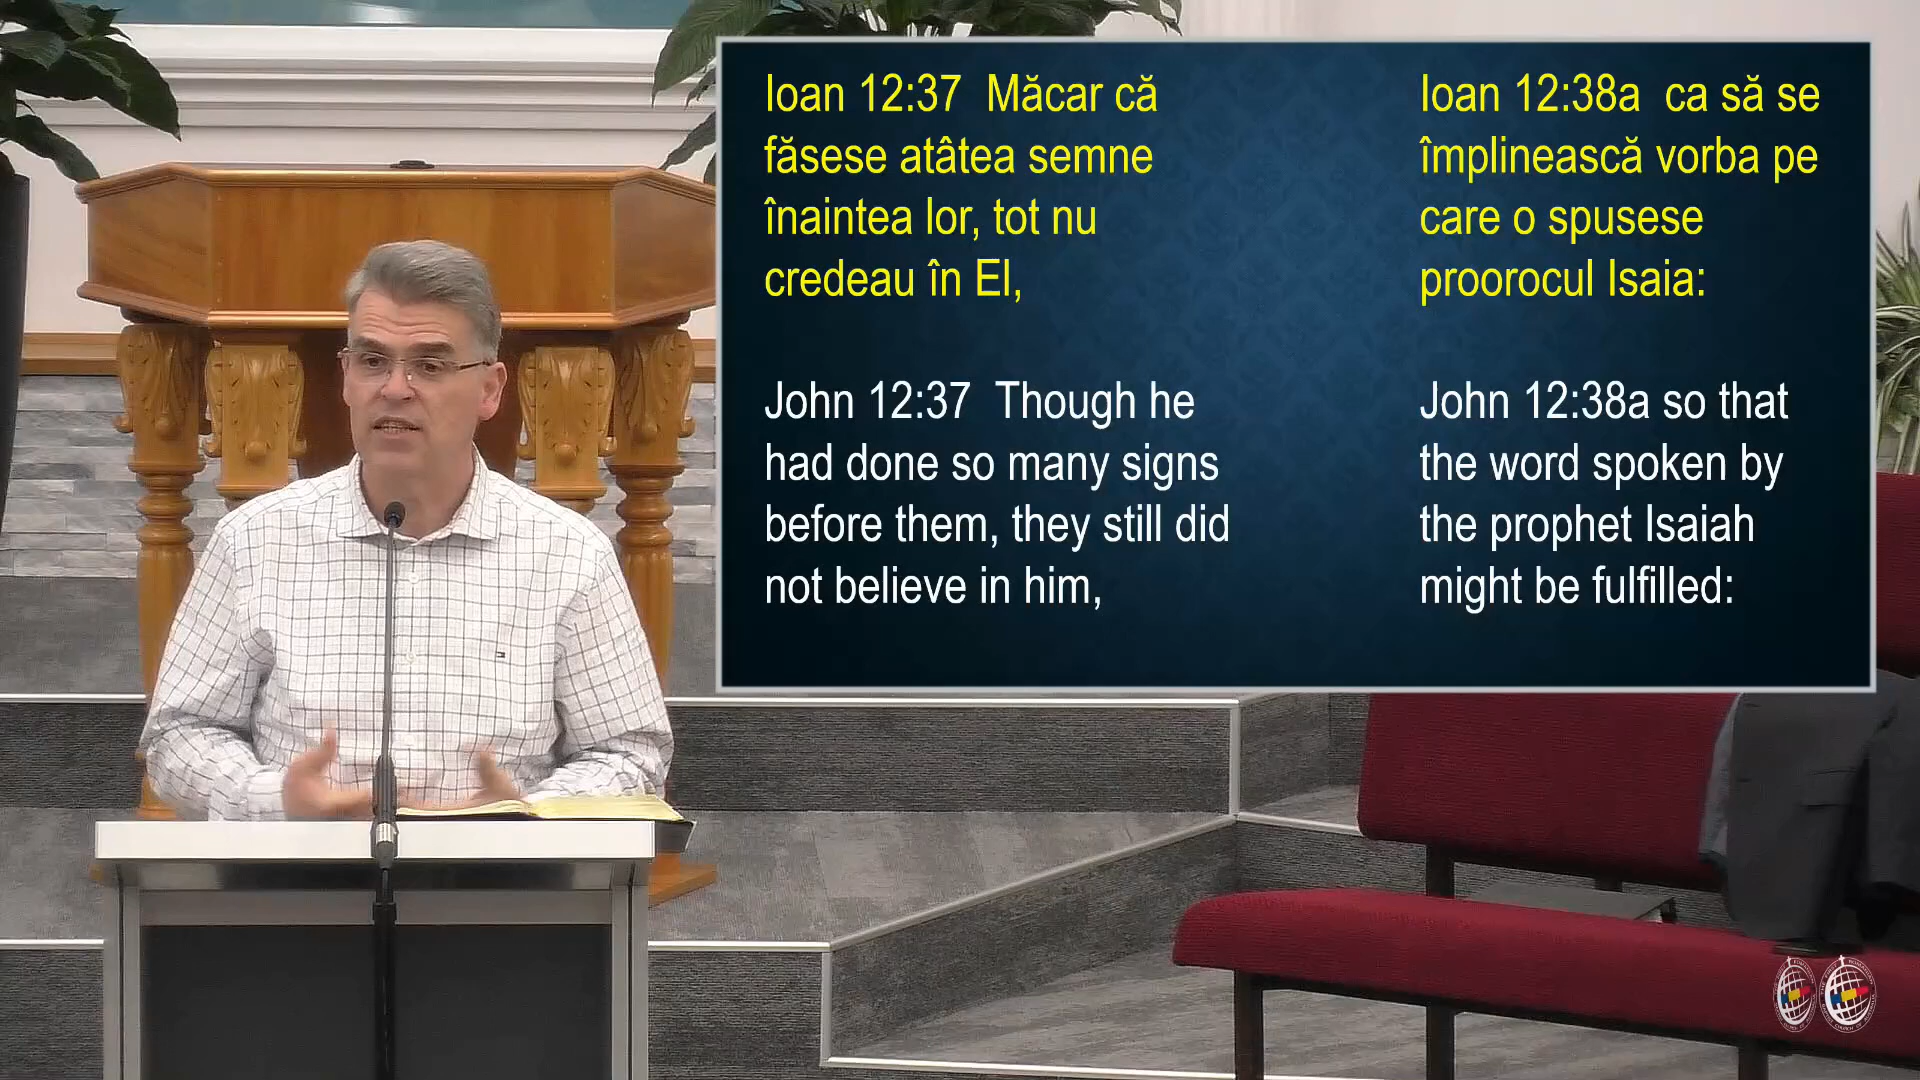 Ioan 12:37 Măcar că
făsese atâtea semne
înaintea lor, tot nu
credeau în El,
John 12:37 Though he
had done so many signs
before them, they still did
not believe in him,
Ioan 12:38a ca să se
împlinească vorba pe
care o spusese
proorocul Isaia:
John 12:38a so that
the word spoken by
the prophet Isaiah
might be fulfilled: